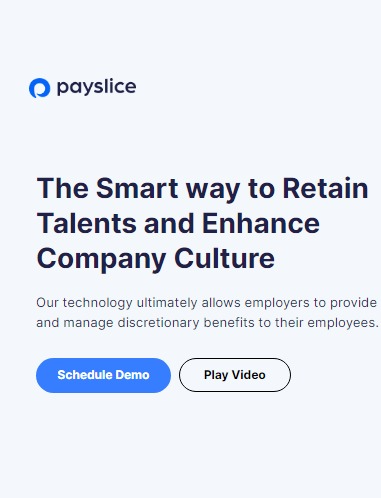 payslice
The Smart way to Retain
Talents and Enhance
Company Culture
Our technology ultimately allows employers to provide
and manage discretionary benefits to their employees.
Schedule Demo
Play Video